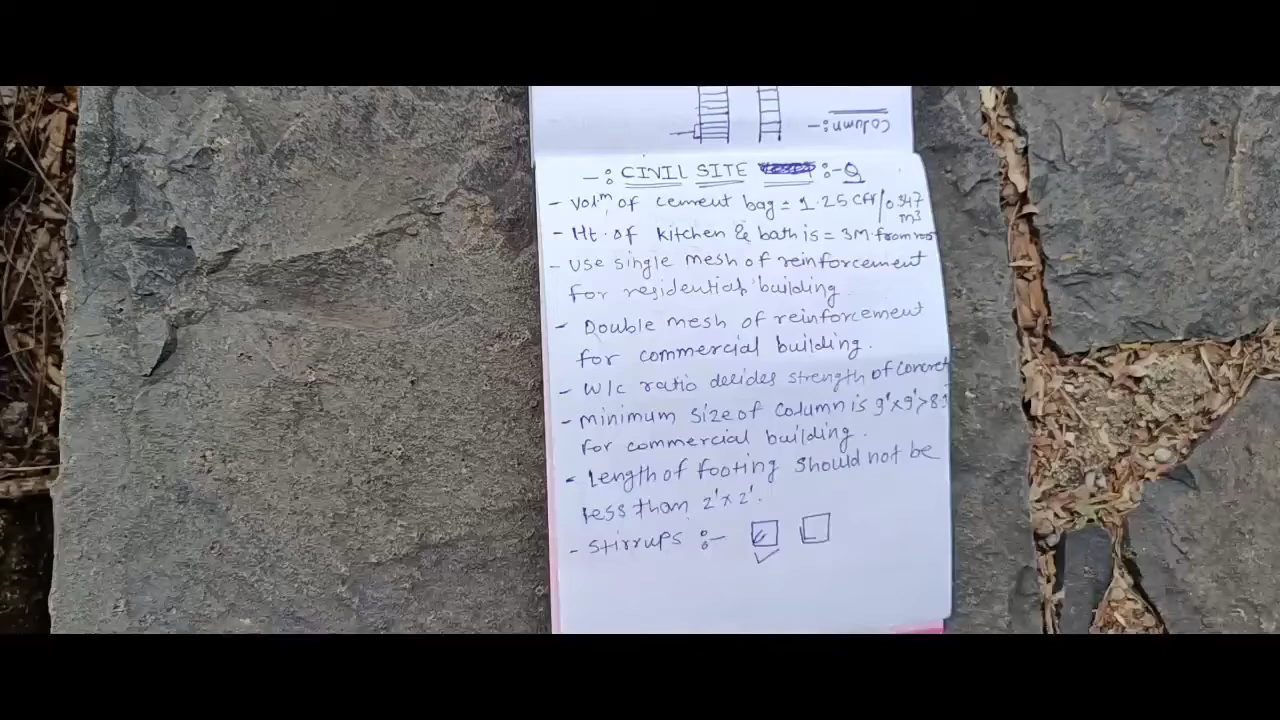 Column :-
-: CIVIL SITE :- Q
- Vol.m of cement bag = 1.25 cft/0.347
m3
- Ht. of kitchen & bath is = 3M. from
- Use single mesh of reinforcement
for residential building.
- Double mesh of reinforcement
for commercial building.
- W/c ratio decides strength of concret
- minimum size of column is 9'x9'>
for commercial building.
- Length of footing should not be
less than 2'x2'.
- Stirrups :-